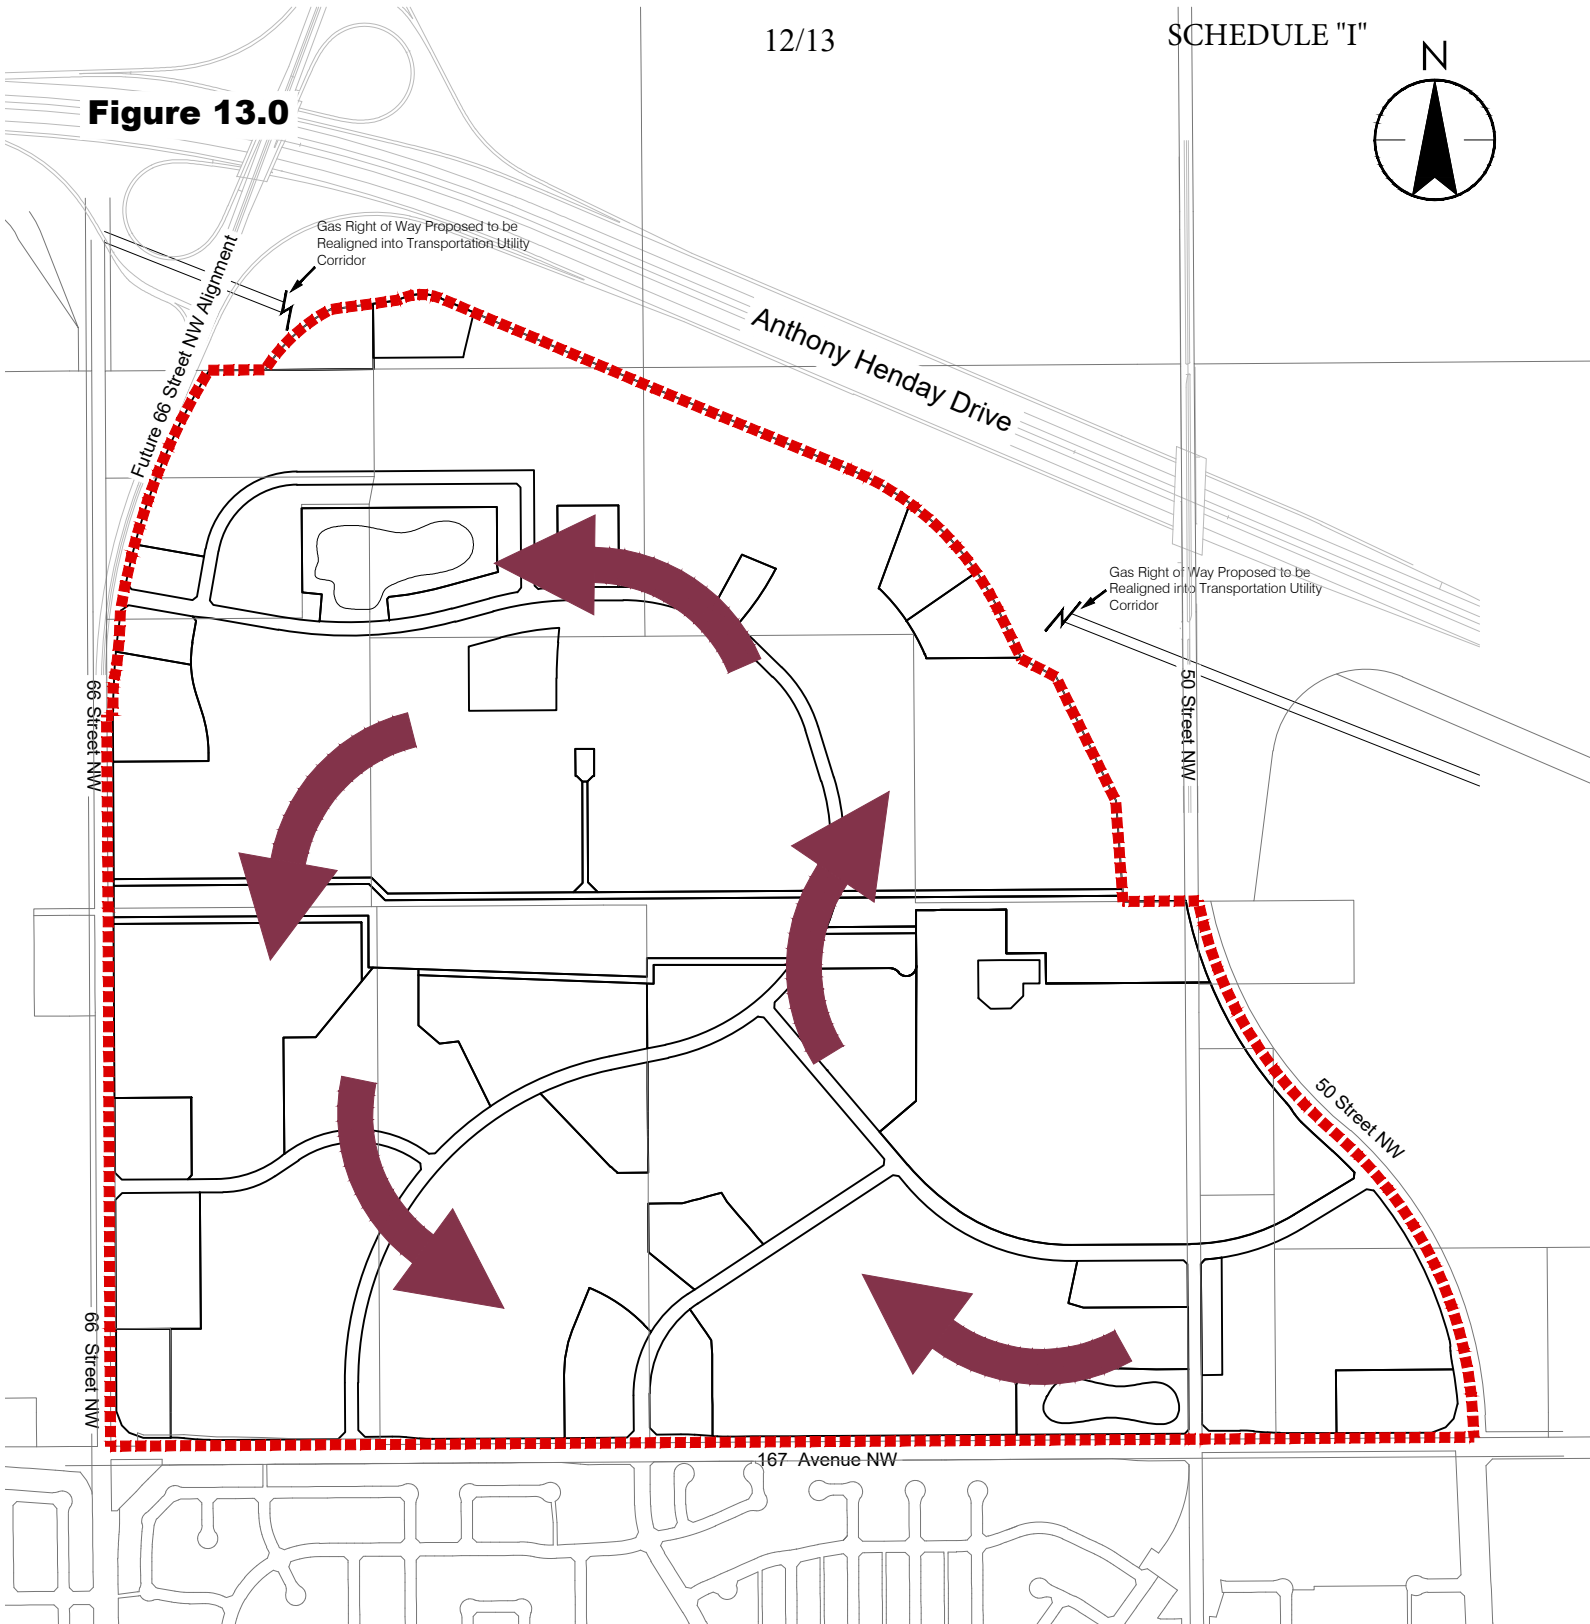 12/13
SCHEDULE "I"
N
Figure 13.0
Gas Right of Way Proposed to be
Realigned into Transportation Utility
Corridor
Future 66 Street NW Alignment
Anthony Henday Drive
Gas Right of Way Proposed to be
Realigned into Transportation Utility
Corridor
66 Street NW
50 Street NW
50 Street NW
66 Street NW
167 Avenue NW